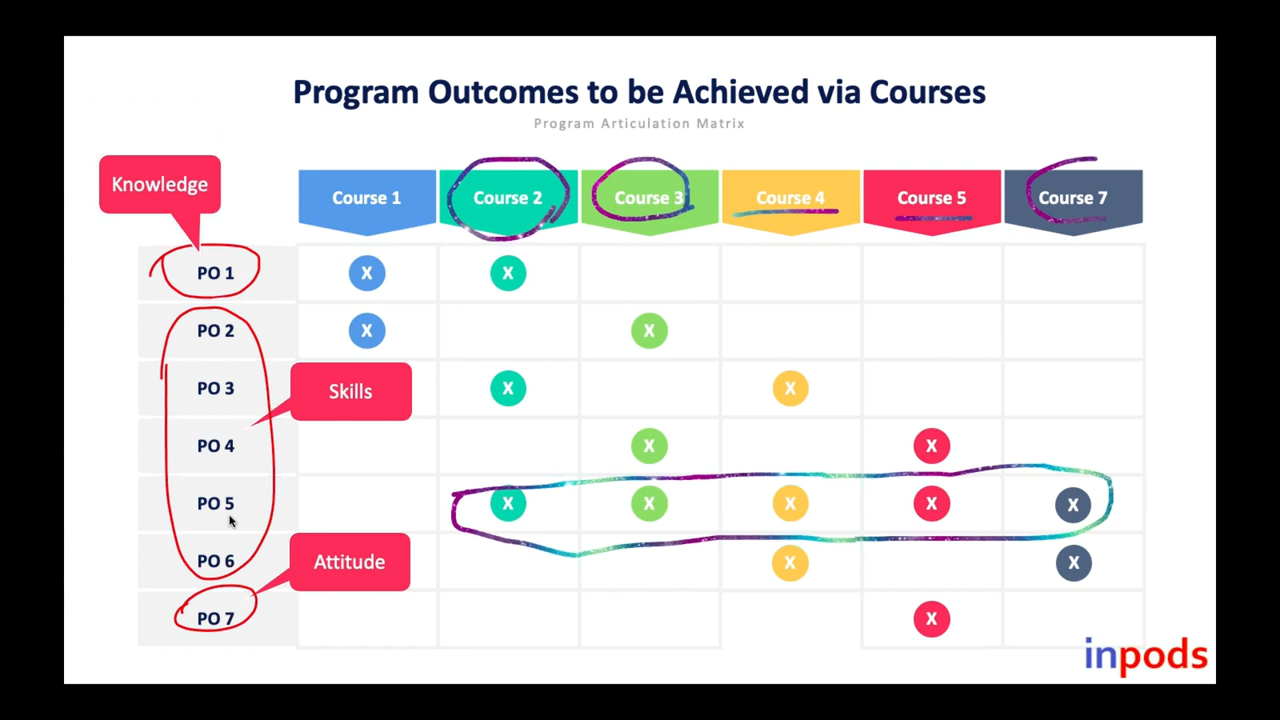 Program Outcomes to be Achieved via Courses
Program Articulation Matrix
Knowledge
Course 1 Course 2 Course 3 Course 4 Course 5 Course 7
PO 1 X X
PO 2 X X
PO 3 Skills X X
PO 4 X X
PO 5 X X X X X
PO 6 Attitude X X
PO 7 X
inpods